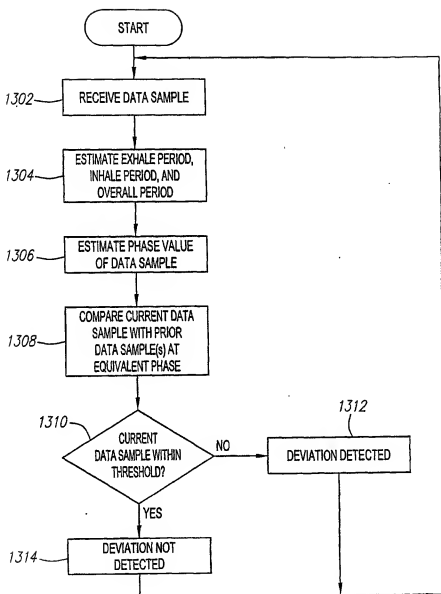 START
1302
RECEIVE DATA SAMPLE
1304
ESTIMATE EXHALE PERIOD,
INHALE PERIOD, AND
OVERALL PERIOD
1306
ESTIMATE PHASE VALUE
OF DATA SAMPLE
1308
COMPARE CURRENT DATA
SAMPLE WITH PRIOR
DATA SAMPLE(s) AT
EQUIVALENT PHASE
1310
CURRENT
DATA SAMPLE WITHIN
THRESHOLD?
NO
1312
DEVIATION DETECTED
YES
1314
DEVIATION NOT
DETECTED